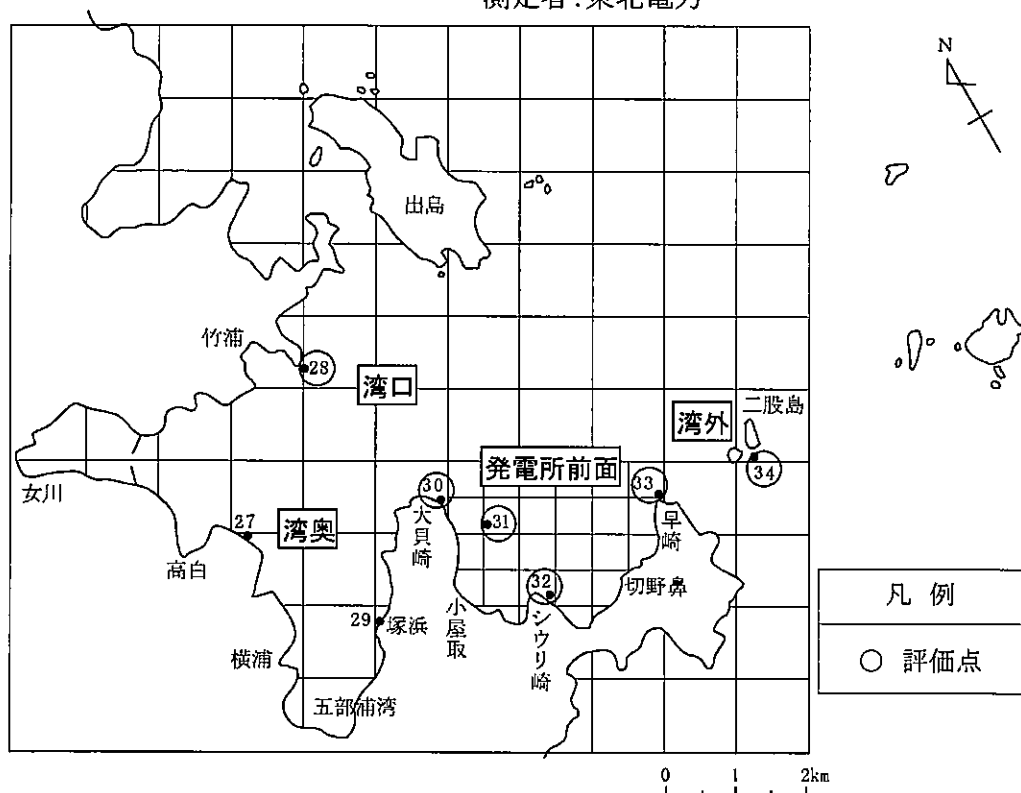 測定者:東北電力
N
出島
竹浦
28
湾口
二股島
湾外
34
発電所前面
33
30
大貝崎
31
早崎
女川
27
湾奥
高白
32
シウリ崎
切野鼻
29
塚浜
小屋取
横浦
五部浦湾
凡例
○ 評価点
0 1 2km